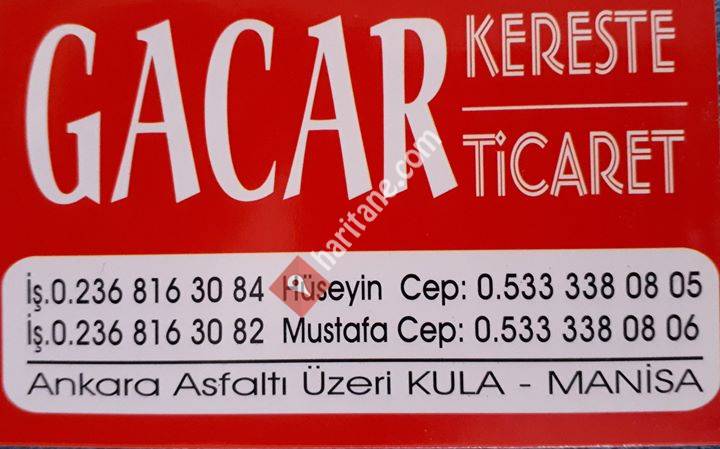 GACAR
KERESTE
TiCARET
haritane.com
İş.0.236 816 30 84 Hüseyin Cep: 0.533 338 08 05
İş.0.236 816 30 82 Mustafa Cep: 0.533 338 08 06
Ankara Asfaltı Üzeri KULA - MANİSA